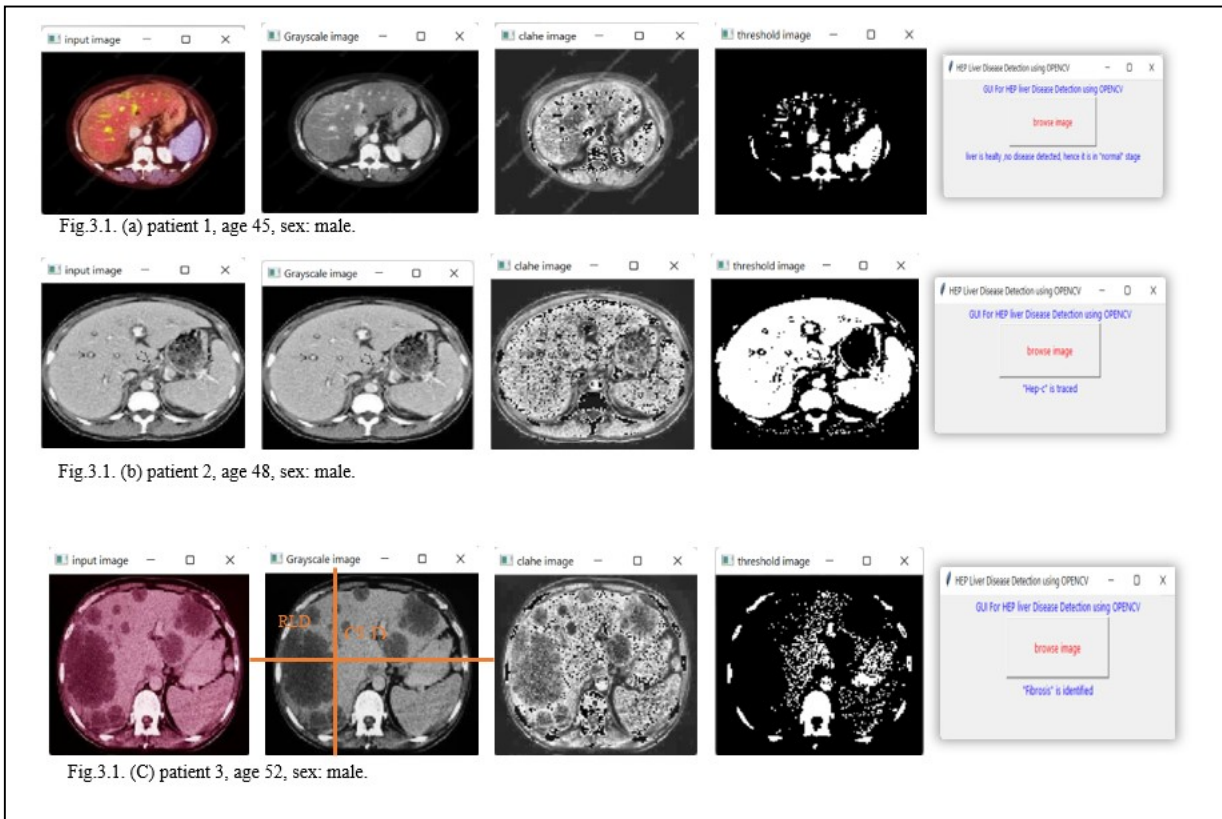 input image
Grayscale image
clahe image
threshold image
HEP Liver Disease Detection using OPENCV
GUI For HEP liver Disease Detection using OPENCV
browse image
liver is healty ,no disease detected, hence it is in "normal" stage
Fig.3.1. (a) patient 1, age 45, sex: male.
input image
Grayscale image
clahe image
threshold image
HEP Liver Disease Detection using OPENCV
GUI For HEP liver Disease Detection using OPENCV
browse image
"Hep-c" is traced
Fig.3.1. (b) patient 2, age 48, sex: male.
input image
Grayscale image
clahe image
threshold image
HEP Liver Disease Detection using OPENCV
GUI For HEP liver Disease Detection using OPENCV
browse image
"Fibrosis" is identified
RLD
Fig.3.1. (C) patient 3, age 52, sex: male.